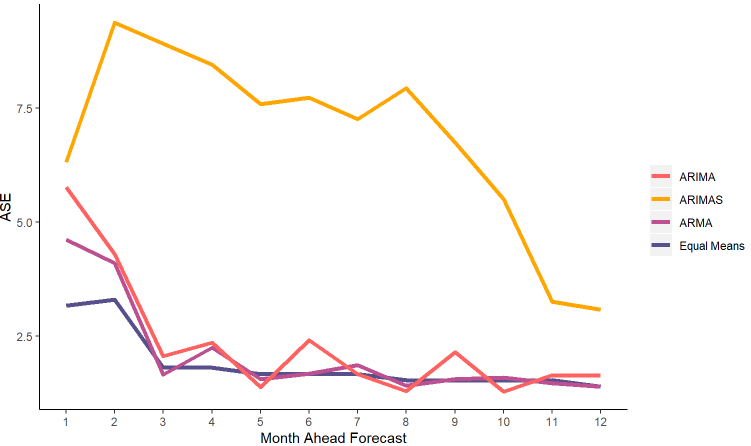 ASE
7.5
5.0
2.5
1 2 3 4 5 6 7 8 9 10 11 12
Month Ahead Forecast
ARIMA
ARIMAS
ARMA
Equal Means